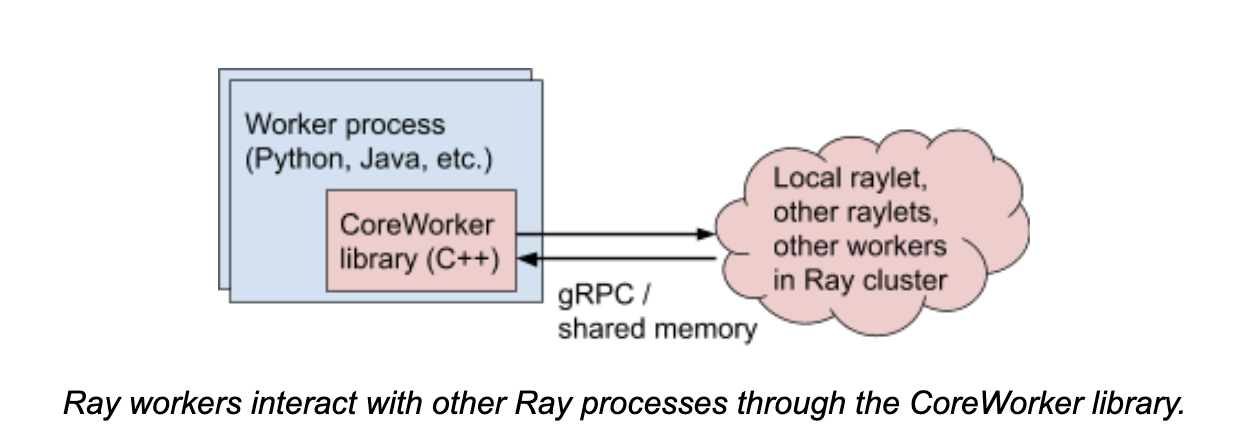 Worker process
(Python, Java, etc.)
CoreWorker
library (C++)
gRPC /
shared memory
Local raylet,
other raylets,
other workers
in Ray cluster
Ray workers interact with other Ray processes through the CoreWorker library.